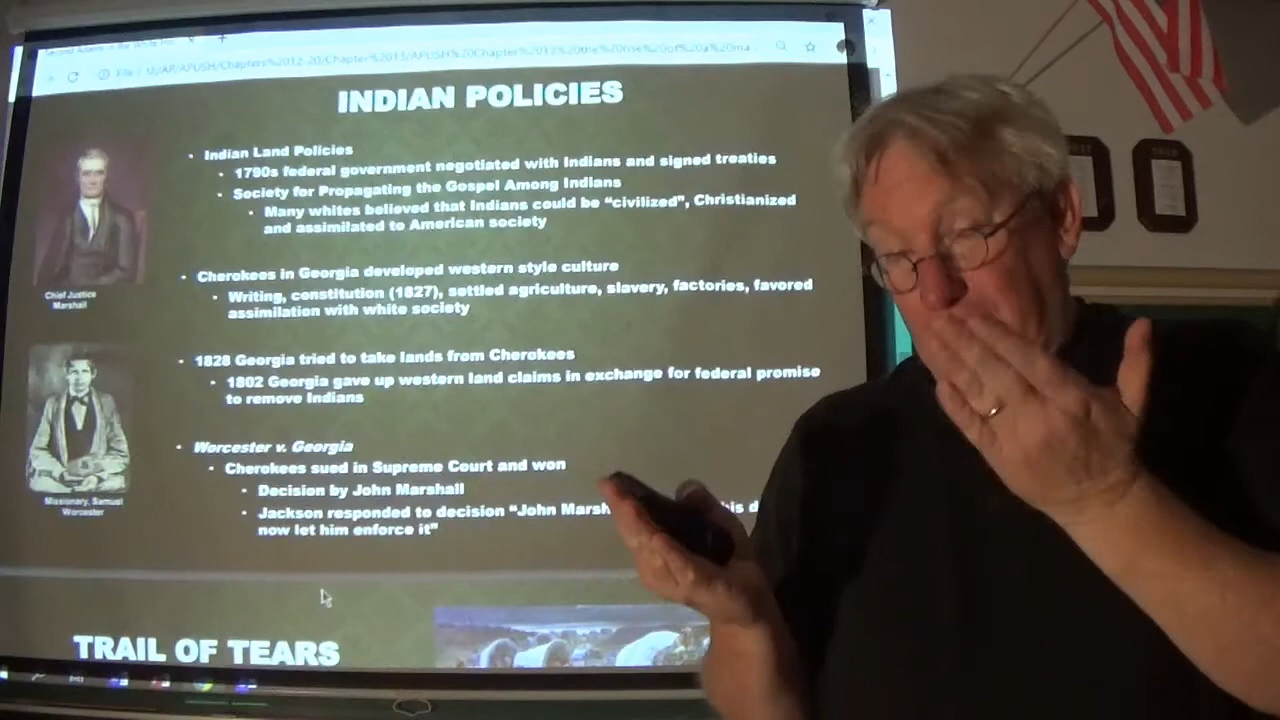 INDIAN POLICIES
Indian Land Policies
1790s federal government negotiated with Indians and signed treaties
Society for Propagating the Gospel Among Indians
Many whites believed that Indians could be “civilized”, Christianized
and assimilated to American society
Chief Justice
Marshall
Cherokees in Georgia developed western style culture
Writing, constitution (1827), settled agriculture, slavery, factories, favored
assimilation with white society
1828 Georgia tried to take lands from Cherokees
1802 Georgia gave up western land claims in exchange for federal promise
to remove Indians
Worcester v. Georgia
Cherokees sued in Supreme Court and won
Decision by John Marshall
Jackson responded to decision “John Marsh his d
now let him enforce it”
Missionary, Samuel
Worcester
TRAIL OF TEARS